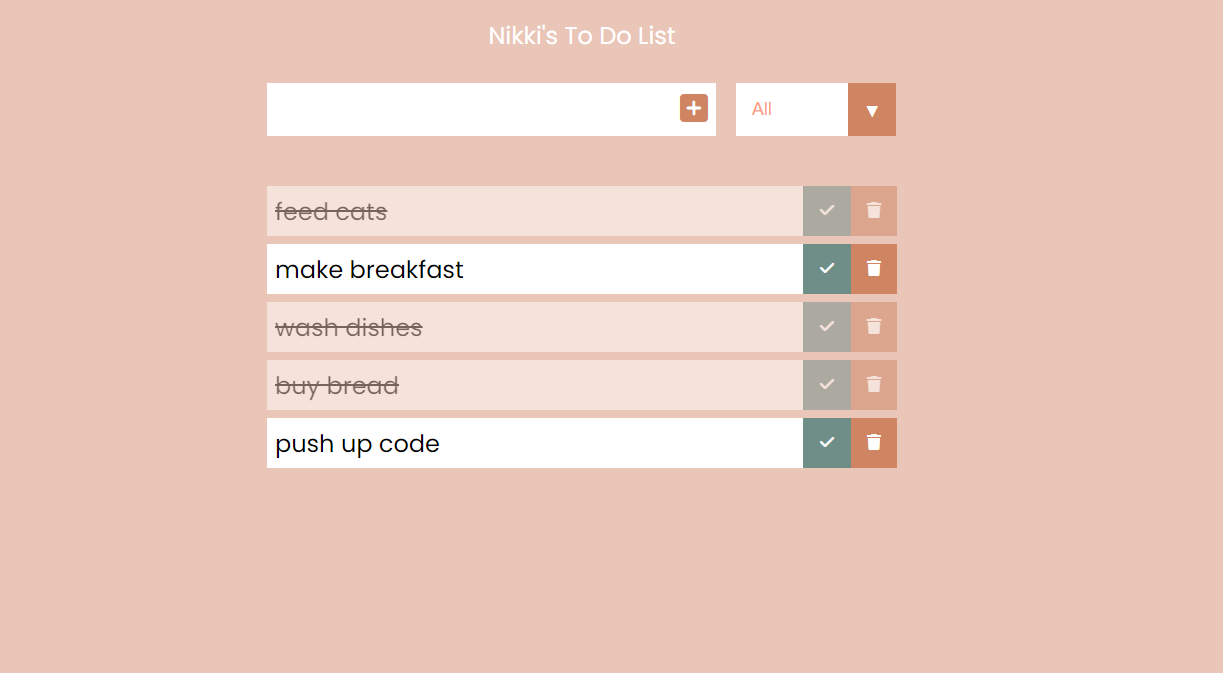 Nikki's To Do List
All ▼
feed cats
make breakfast
wash dishes
buy bread
push up code